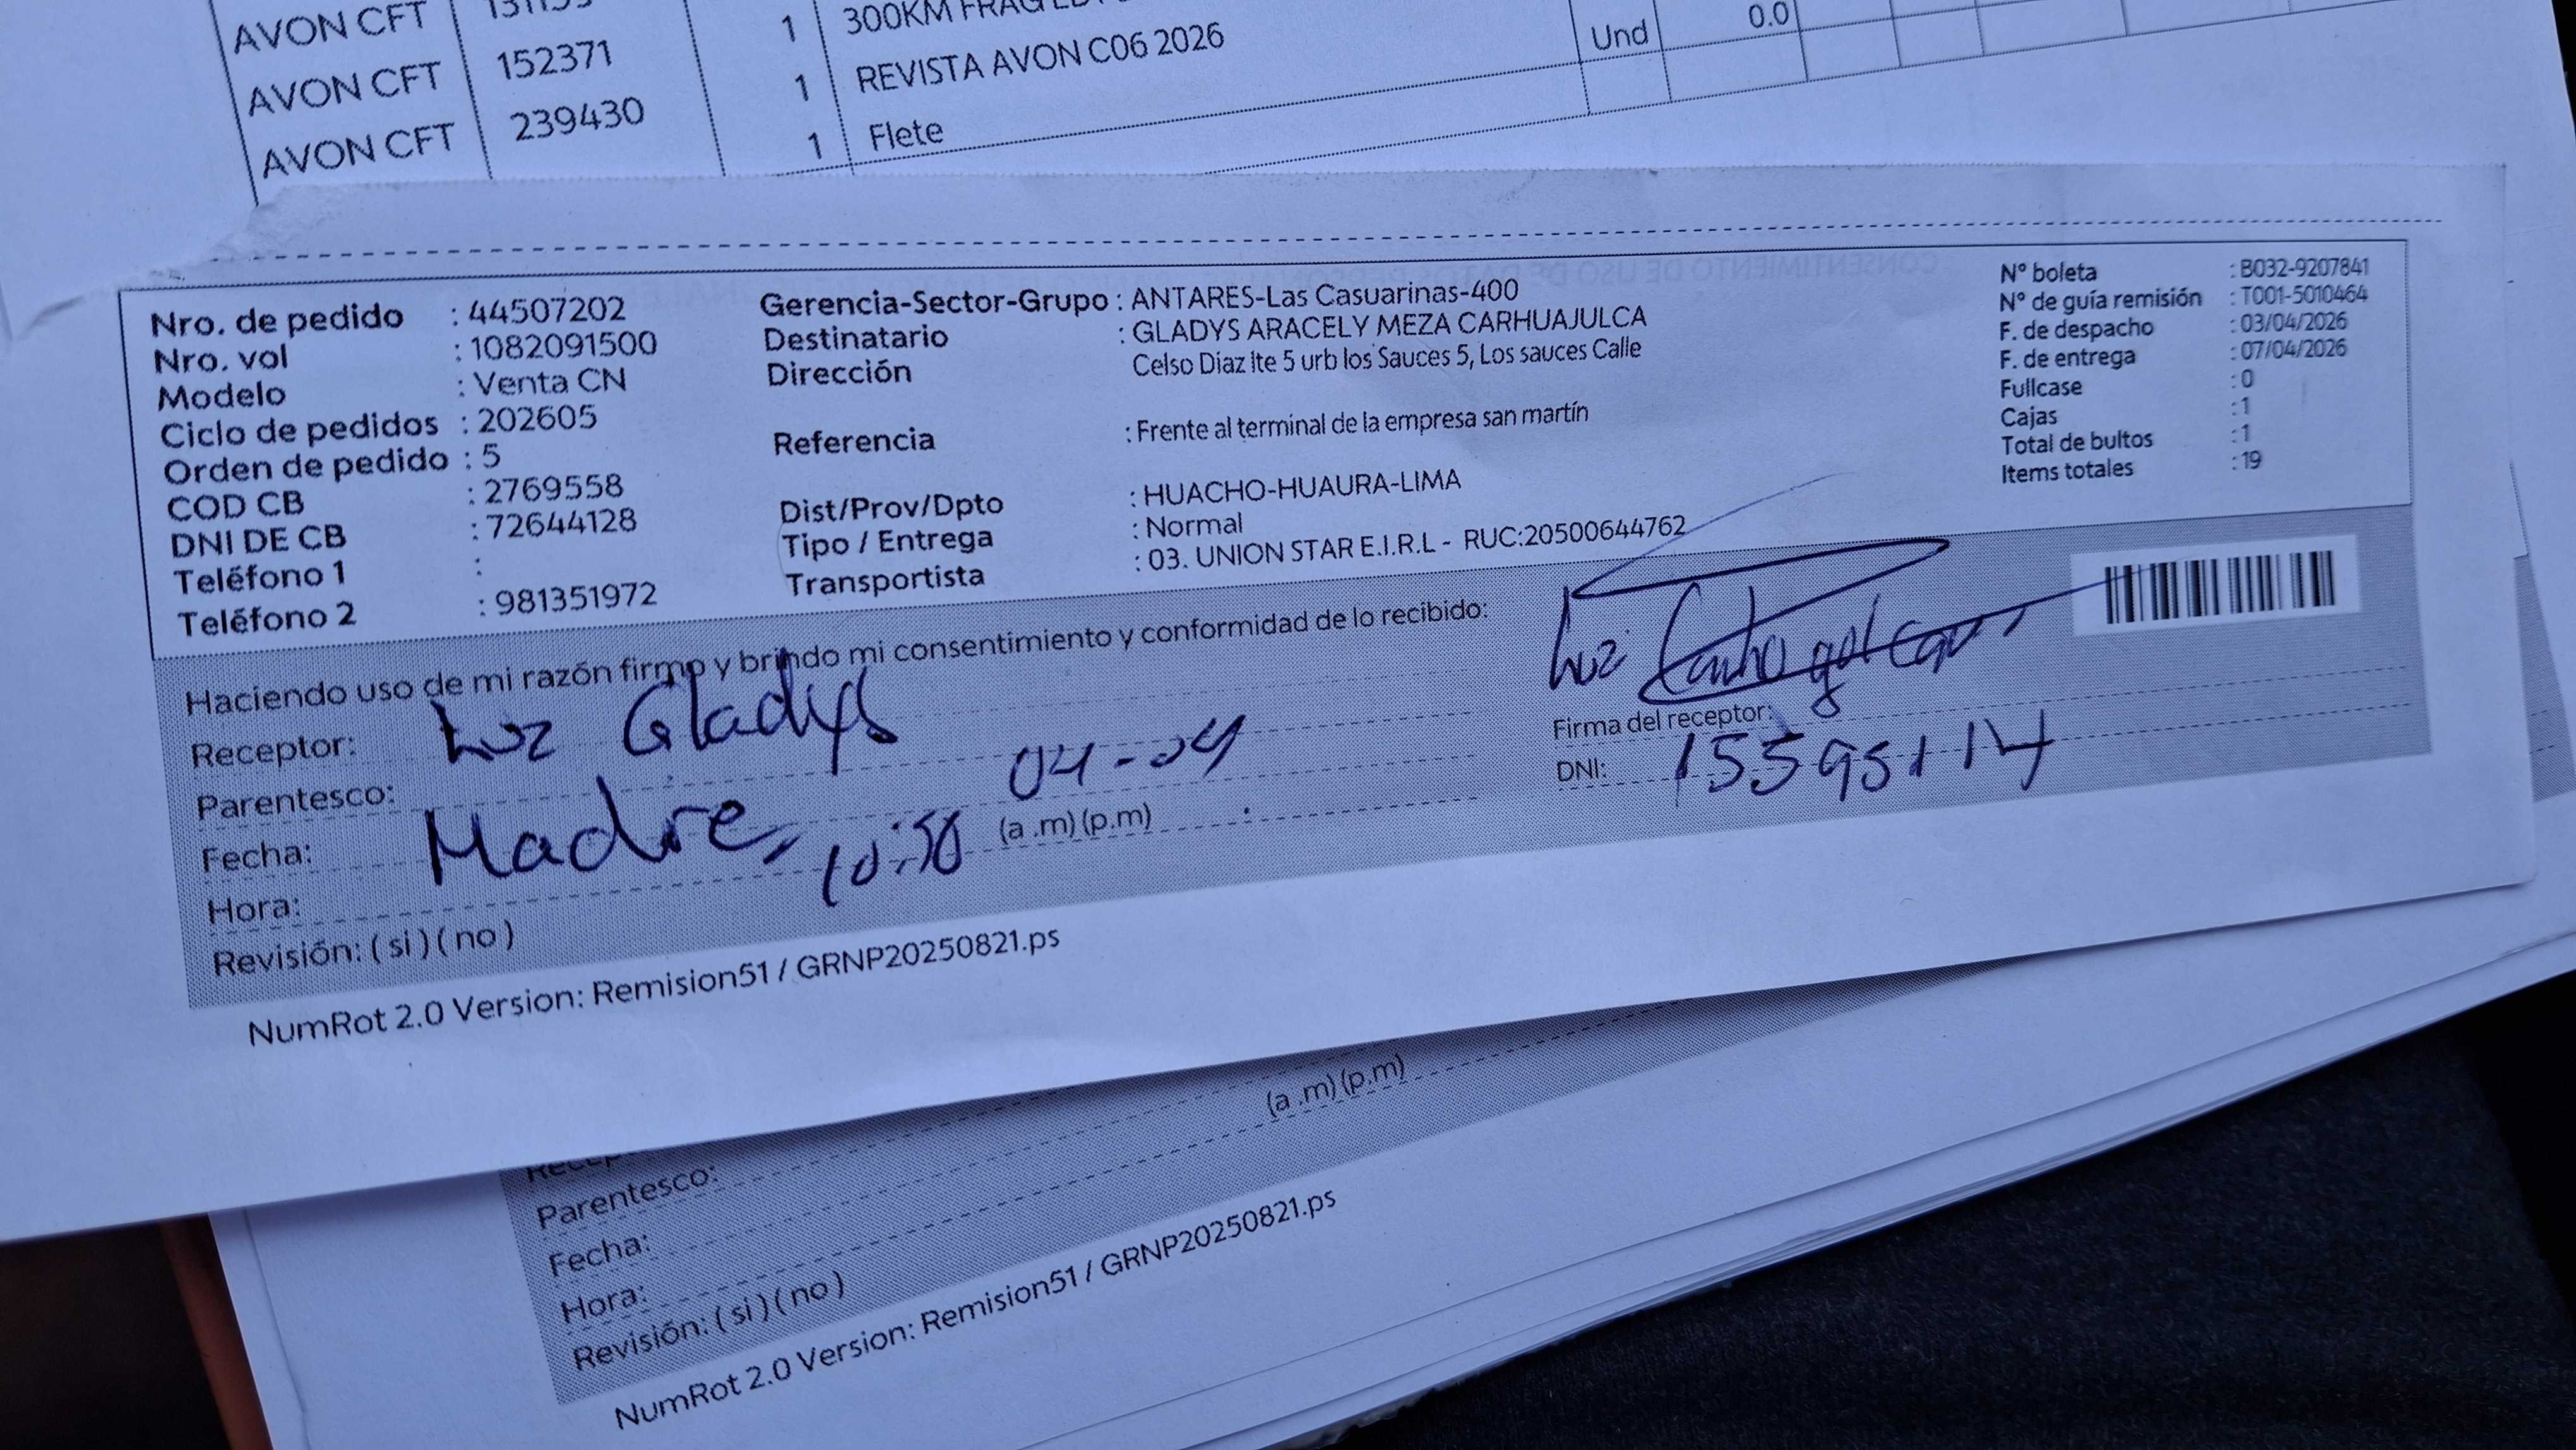 AVON CFT 1 300KM
AVON CFT 152371 1 REVISTA AVON C06 2026 Und 0.0
AVON CFT 239430 1 Flete
Nro. de pedido : 44507202
Nro. vol : 1082091500
Modelo : Venta CN
Ciclo de pedidos : 202605
Orden de pedido : 5
COD CB : 2769558
DNI DE CB : 72644128
Teléfono 1 :
Teléfono 2 : 981351972
Gerencia-Sector-Grupo : ANTARES-Las Casuarinas-400
Destinatario : GLADYS ARACELY MEZA CARHUAJULCA
Dirección Celso Diaz lte 5 urb los Sauces 5, Los sauces Calle
Referencia : Frente al terminal de la empresa san martín
Dist/Prov/Dpto : HUACHO-HUAURA-LIMA
Tipo / Entrega : Normal
Transportista : 03. UNION STAR E.I.R.L - RUC:20500644762
N° boleta : B032-9207841
N° de guía remisión : T001-5010464
F. de despacho : 03/04/2026
F. de entrega : 07/04/2026
Fullcase : 0
Cajas : 1
Total de bultos : 1
Items totales : 19
Haciendo uso de mi razón firmo y brindo mi consentimiento y conformidad de lo recibido:
Receptor: Luz Gladys
Parentesco:
Fecha: Madre 04-04
Hora: 10:50 (a .m) (p.m) :
Revisión: ( si ) ( no )
Luz
Firma del receptor:
DNI:
NumRot 2.0 Version: Remision51 / GRNP20250821.ps
(a .m) (p.m)
Parentesco:
Fecha:
Hora:
Revisión: ( si ) ( no )
NumRot 2.0 Version: Remision51 / GRNP20250821.ps